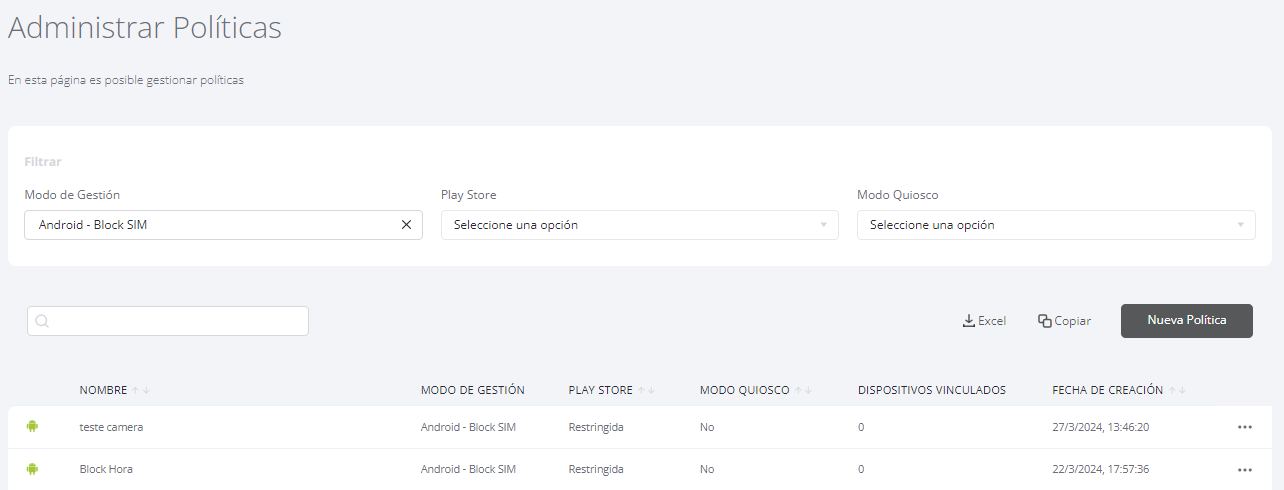 Administrar Políticas
En esta página es posible gestionar políticas
Filtrar
Modo de Gestión Play Store Modo Quiosco
Android - Block SIM Seleccione una opción Seleccione una opción
Excel Copiar Nueva Política
NOMBRE MODO DE GESTIÓN PLAY STORE MODO QUIOSCO DISPOSITIVOS VINCULADOS FECHA DE CREACIÓN
teste camera Android - Block SIM Restringida No 0 27/3/2024, 13:46:20
Block Hora Android - Block SIM Restringida No 0 22/3/2024, 17:57:36